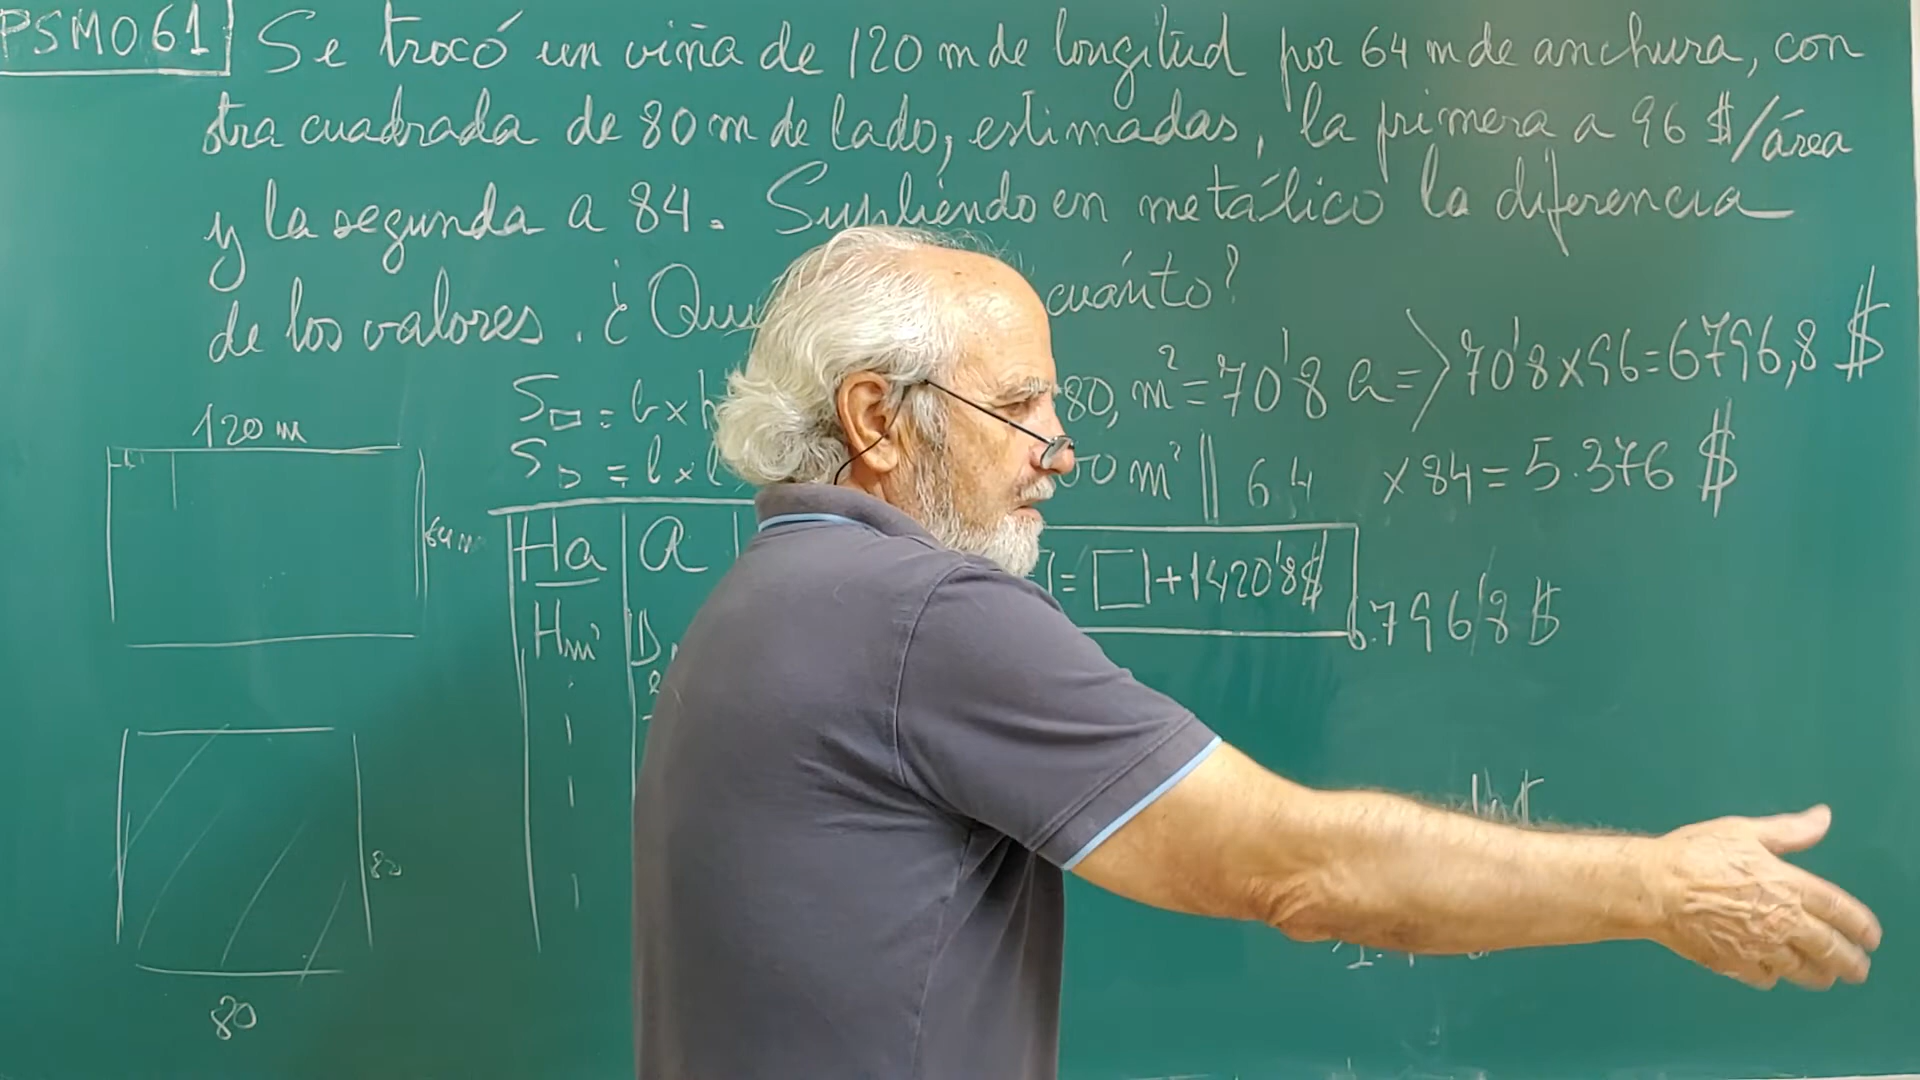 PSM061 Se trocó un viña de 120 m de longitud por 64 m de anchura, con
otra cuadrada de 80 m de lado, estimadas, la primera a 96 $/área
y la segunda a 84. Supliendo en metálico la diferencia
de los valores. ¿Qu cuánto?
S▭ = b x h 80, m² = 70'8 a => 70'8 x 96 = 6796,8 $
S = l x l 00 m² || 64 x 84 = 5.376 $
120 m
64 m
Ha a
= □ + 1420'8 $
Hm² D
6.796'8 $
80
80